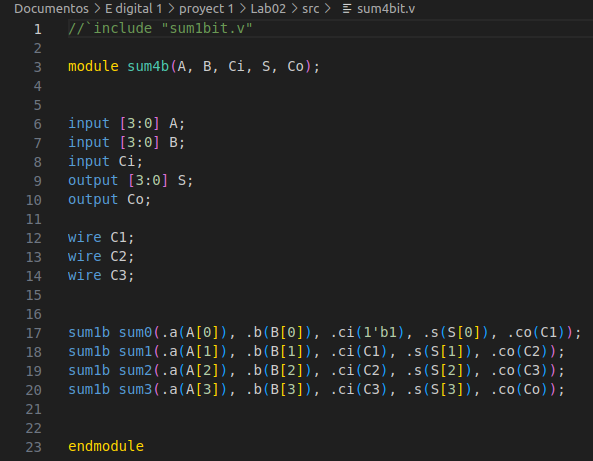 Documentos > E digital 1 > proyect 1 > Lab02 > src > sum4bit.v
1 //`include "sum1bit.v"
2
3 module sum4b(A, B, Ci, S, Co);
4
5
6 input [3:0] A;
7 input [3:0] B;
8 input Ci;
9 output [3:0] S;
10 output Co;
11
12 wire C1;
13 wire C2;
14 wire C3;
15
16
17 sum1b sum0(.a(A[0]), .b(B[0]), .ci(1'b1), .s(S[0]), .co(C1));
18 sum1b sum1(.a(A[1]), .b(B[1]), .ci(C1), .s(S[1]), .co(C2));
19 sum1b sum2(.a(A[2]), .b(B[2]), .ci(C2), .s(S[2]), .co(C3));
20 sum1b sum3(.a(A[3]), .b(B[3]), .ci(C3), .s(S[3]), .co(Co));
21
22
23 endmodule